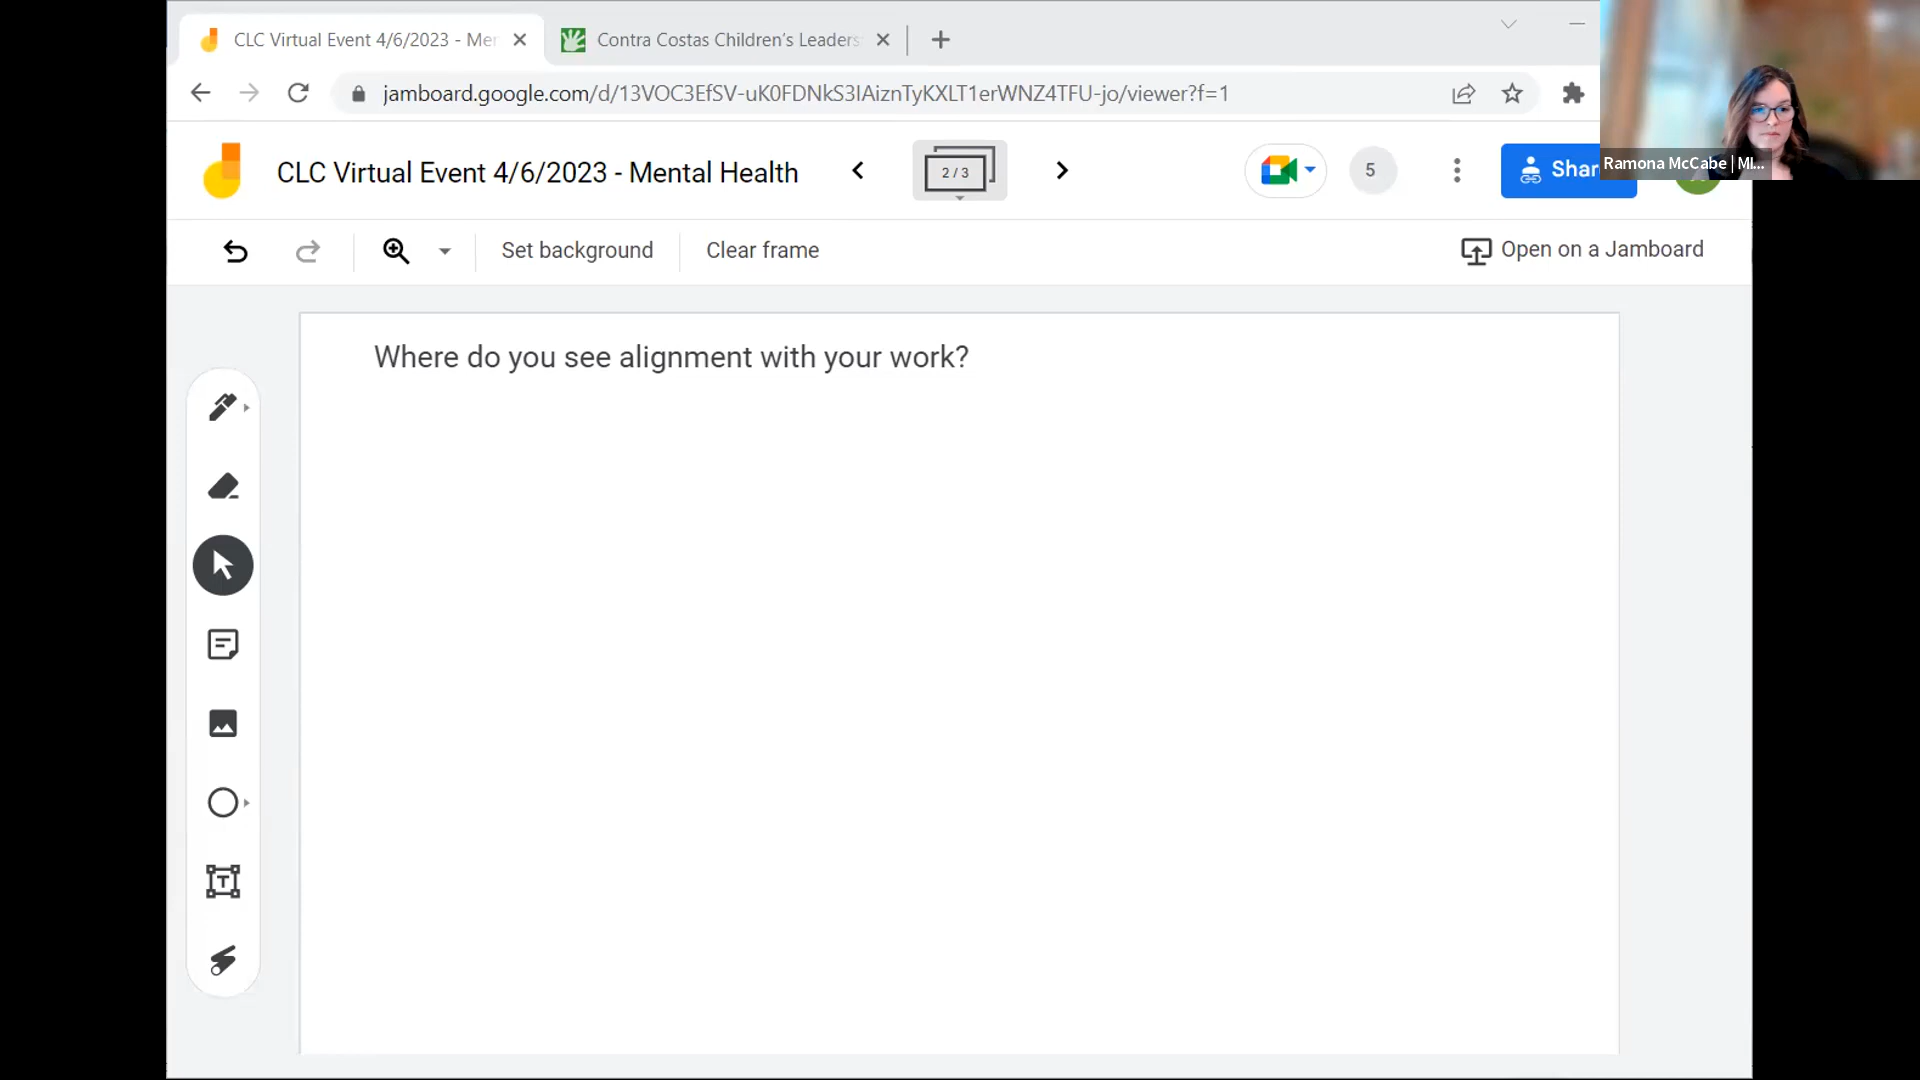 CLC Virtual Event 4/6/2023 - Mer
Contra Costas Children's Leaders
jamboard.google.com/d/13VOC3EfSV-uK0FDNkS3IAiznTyKXLT1erWNZ4TFU-jo/viewer?f=1
CLC Virtual Event 4/6/2023 - Mental Health
2 / 3
5
Shar
Ramona McCabe | MI...
Set background
Clear frame
Open on a Jamboard
Where do you see alignment with your work?